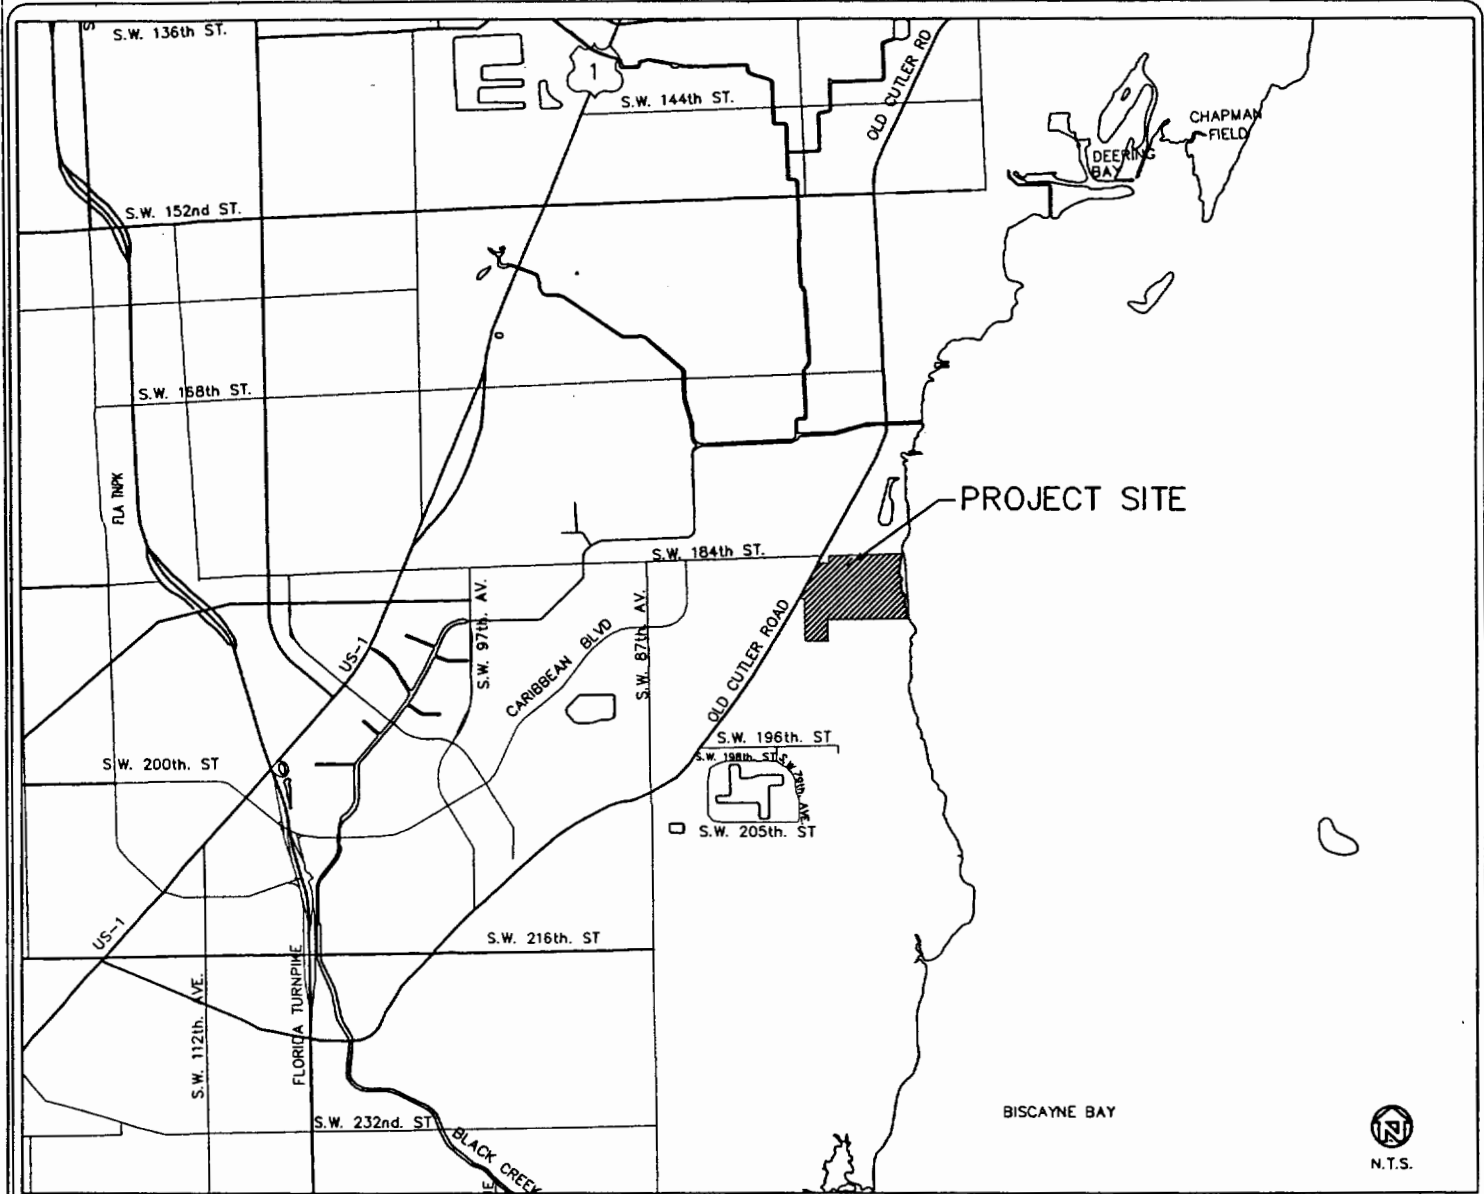 S.W. 136th ST.
S
1
S.W. 144th ST.
OLD CUTLER RD
CHAPMAN
FIELD
DEERING
BAY
S.W. 152nd ST.
S.W. 168th ST.
FLA TNPK
PROJECT SITE
S.W. 184th ST.
S.W. 97th. AV.
S.W. 87th. AV.
CARIBBEAN BLVD
OLD CUTLER ROAD
US-1
S.W. 196th. ST
S.W. 198th. ST
S.W. 79th. AVE.
S.W. 200th. ST
S.W. 205th. ST
US-1
S.W. 216th. ST
S.W. 112th. AVE.
FLORIDA TURNPIKE
S.W. 232nd. ST
BLACK CREEK
BISCAYNE BAY
N
N.T.S.